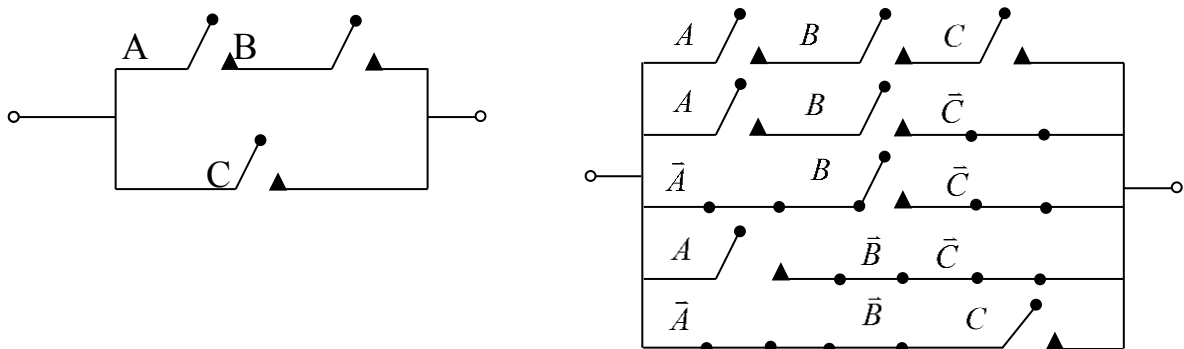 A B
C
A B C
A B C̄
Ā B C̄
A B̄ C̄
Ā B̄ C